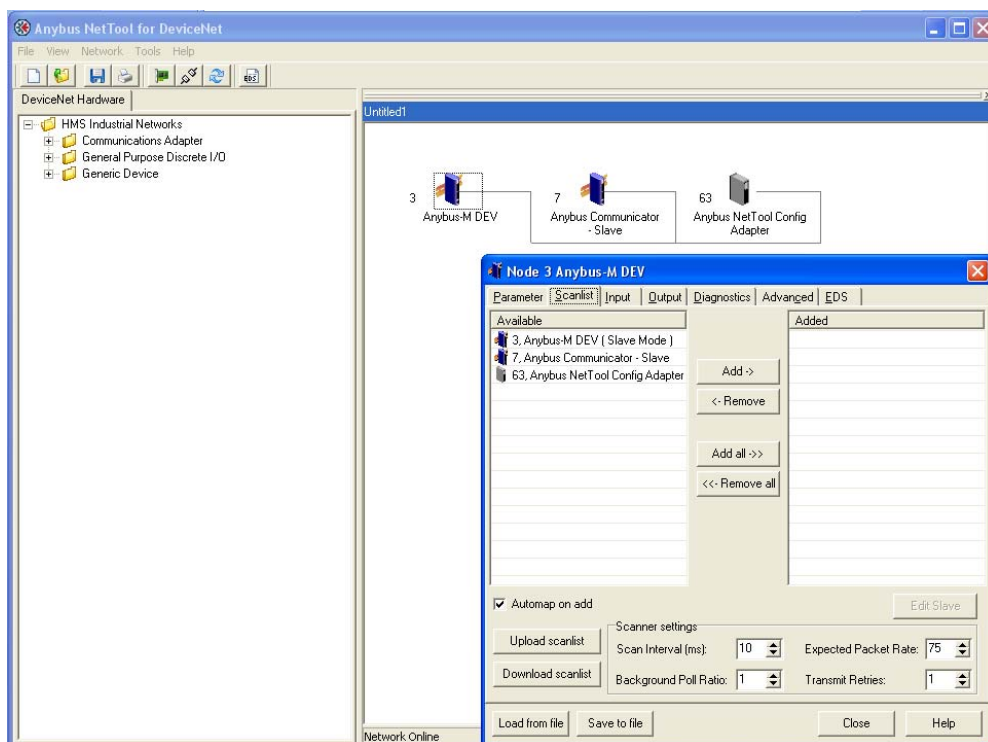 Anybus NetTool for DeviceNet
File View Network Tools Help
EDS
DeviceNet Hardware
HMS Industrial Networks
Communications Adapter
General Purpose Discrete I/O
Generic Device
Untitled1
3
Anybus-M DEV
7
Anybus Communicator
- Slave
63
Anybus NetTool Config
Adapter
Node 3 Anybus-M DEV
Parameter Scanlist Input Output Diagnostics Advanced EDS
Available
3, Anybus-M DEV ( Slave Mode )
7, Anybus Communicator - Slave
63, Anybus NetTool Config Adapter
Add ->
<- Remove
Add all ->>
<<- Remove all
Added
Automap on add
Edit Slave
Upload scanlist
Download scanlist
Scanner settings
Scan Interval (ms): 10 Expected Packet Rate: 75
Background Poll Ratio: 1 Transmit Retries: 1
Load from file Save to file Close Help
Network Online